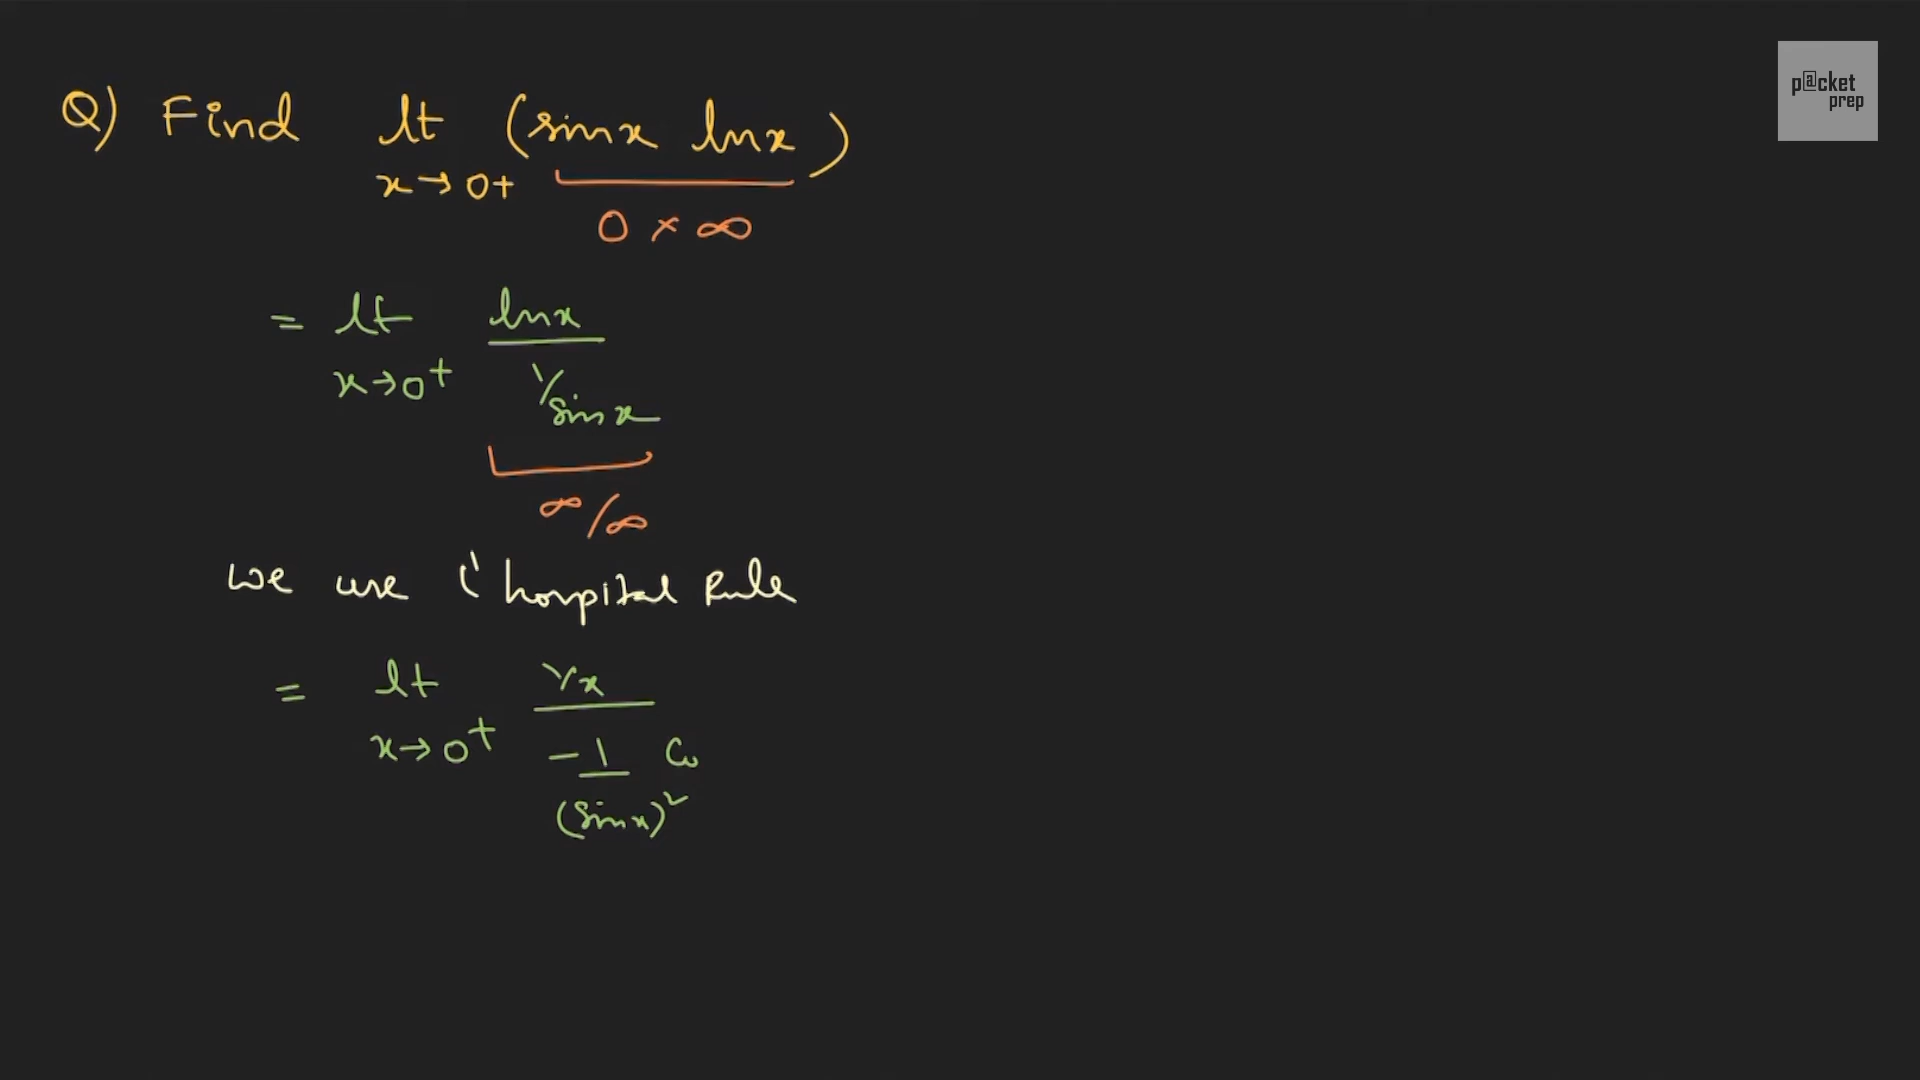 Q) Find lt (sinx lnx)
x→0+
0 × ∞
= lt lnx
x→0+ 1/sinx
∞/∞
We use l'hospital Rule
= lt 1/x
x→0+ -1 Co
(sinx)²
p@cket
prep